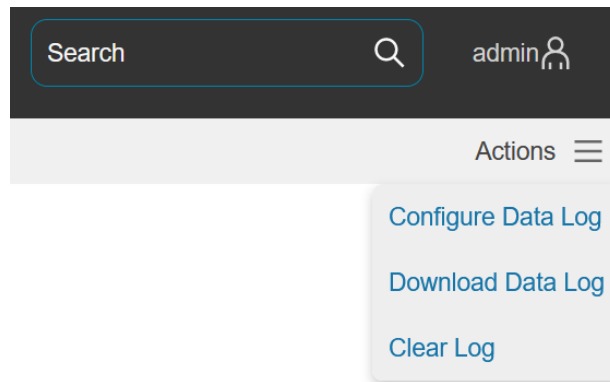 Search
admin
Actions
Configure Data Log
Download Data Log
Clear Log